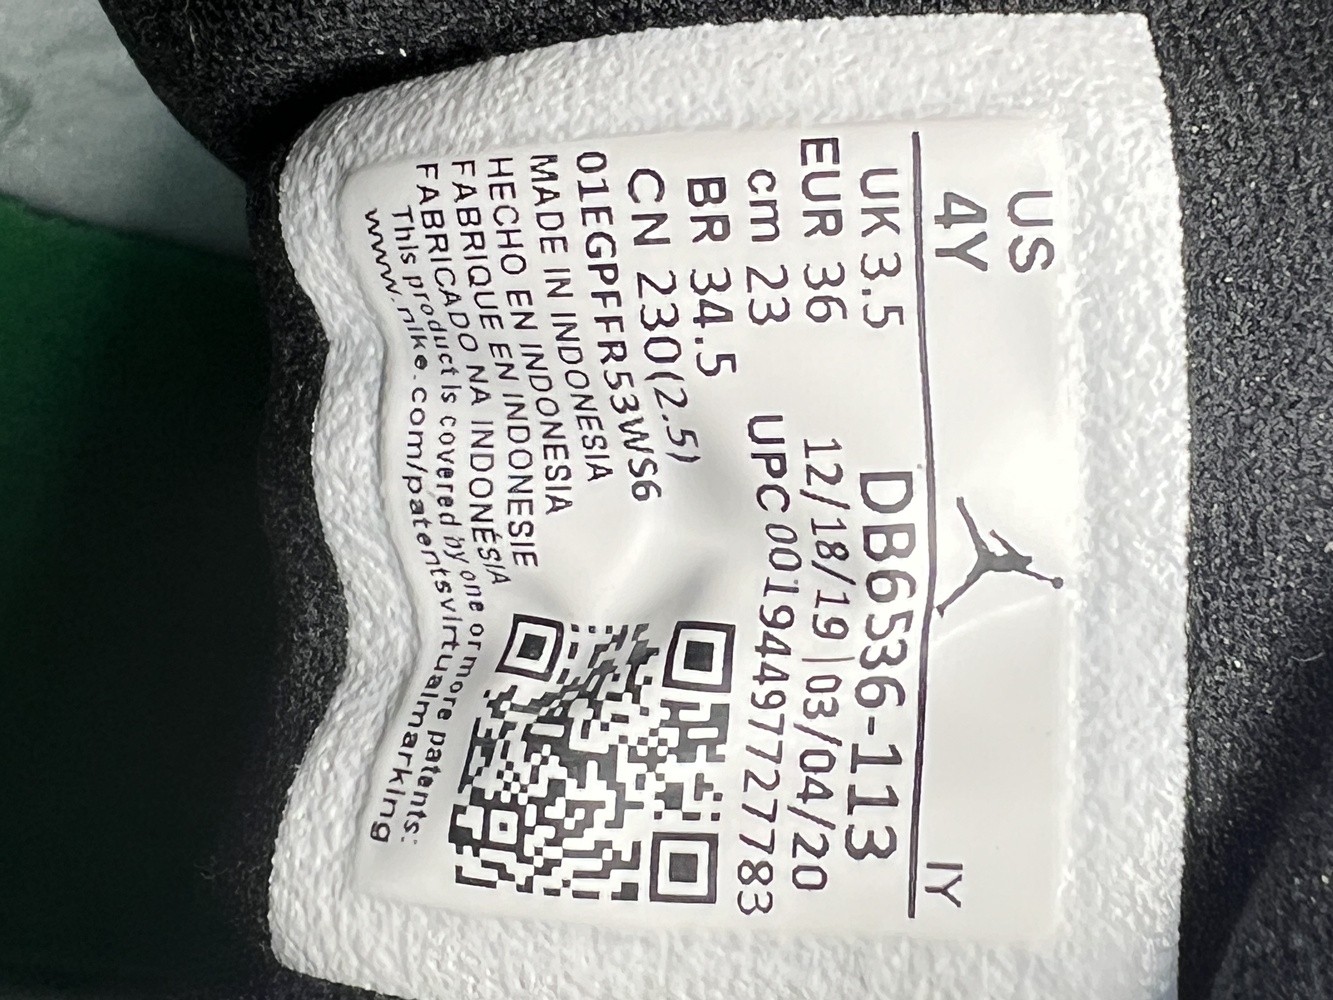 US
4Y
IY
UK 3.5
EUR 36
cm 23
BR 34.5
CN 230(2.5)
DB6536-113
12/18/19|03/04/20
UPC 00194497727783
01EGPFFR53WS6
MADE IN INDONESIA
HECHO EN INDONESIA
FABRIQUE EN INDONESIE
FABRICADO NA INDONÉSIA
This product is covered by one or more patents:
www.nike.com/patentsvirtualmarking